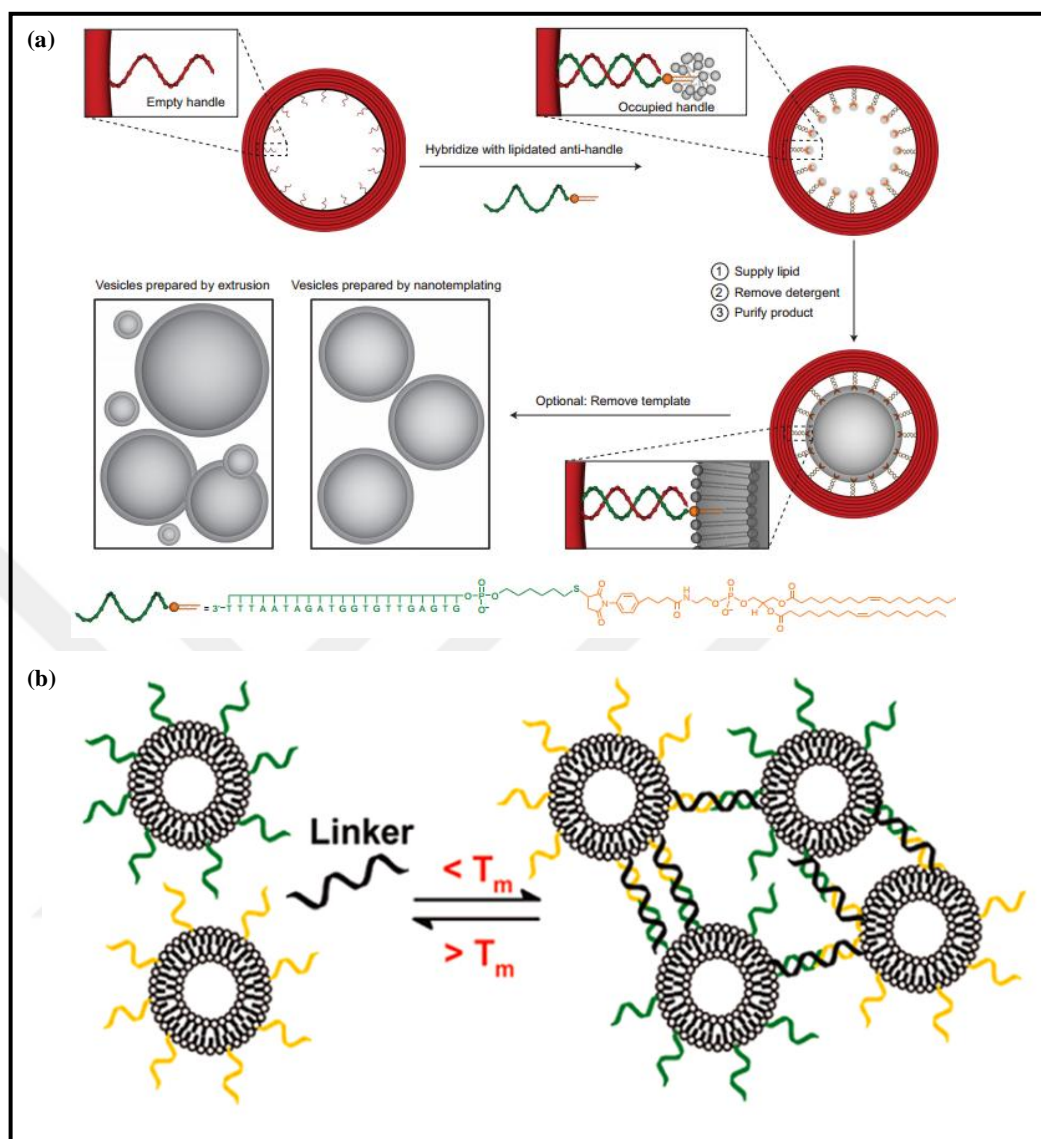 (a)
Empty handle
Occupied handle
Hybridize with lipidated anti-handle
1 Supply lipid
2 Remove detergent
3 Purify product
Vesicles prepared by extrusion
Vesicles prepared by nanotemplating
Optional: Remove template
= 3'-T T T A A T A G A T G G T G T T G A G T G O P O O O- S O O N O N H O P O O O- O H O O O
(b)
Linker
< Tm
> Tm